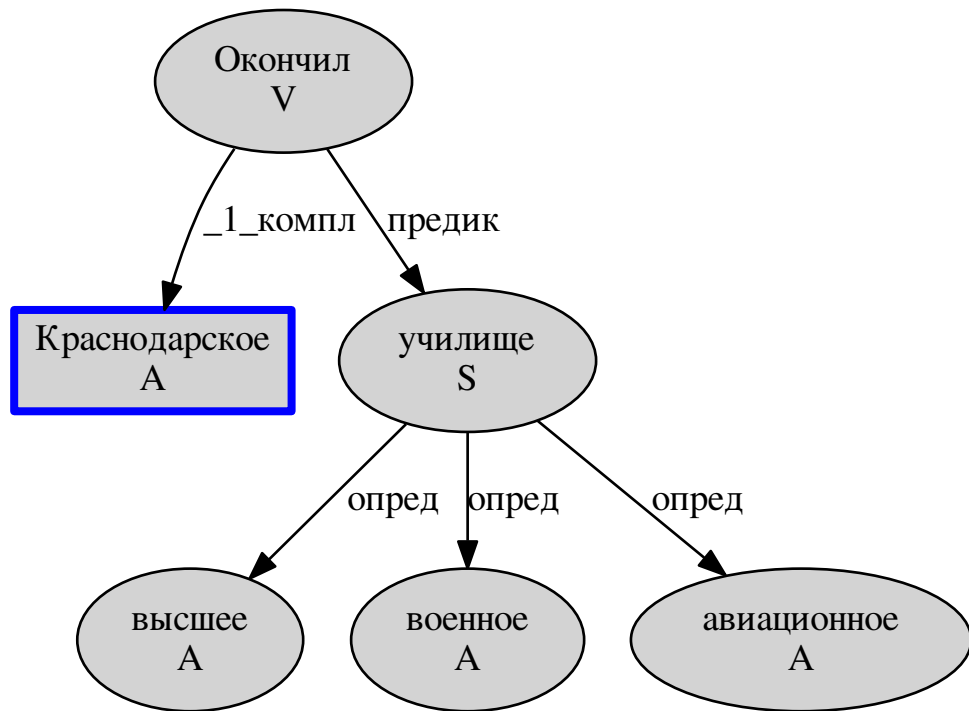 Окончил
V
_1_компл
предик
Краснодарское
A
училище
S
опред
опред
опред
высшее
A
военное
A
авиационное
A